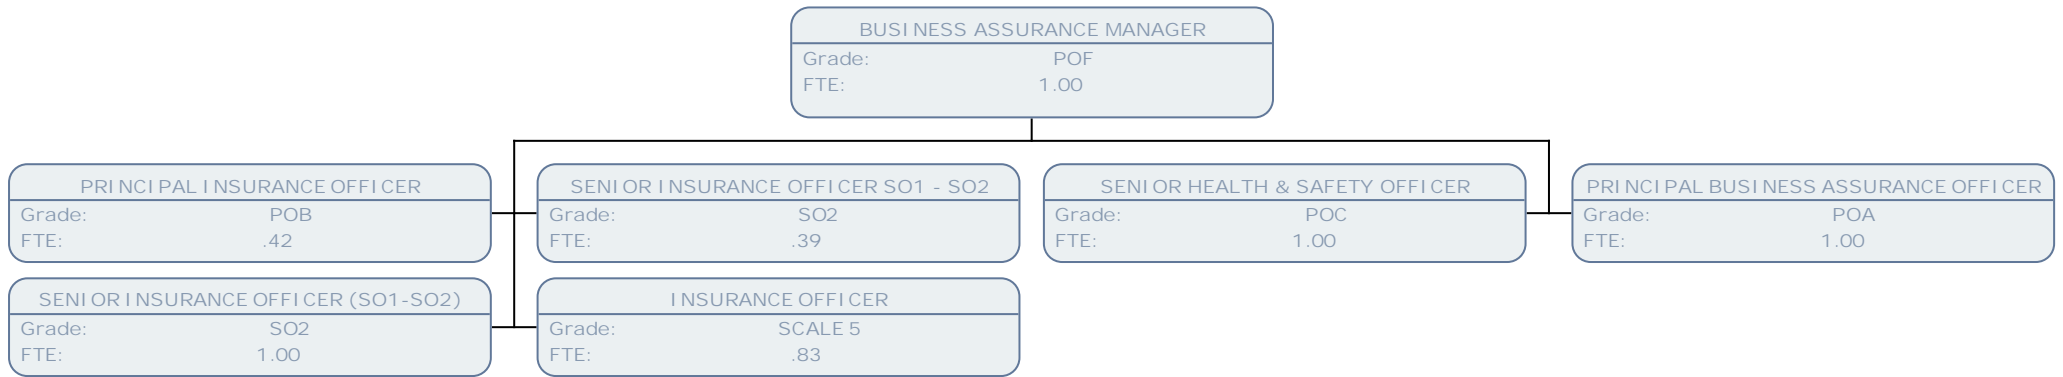 BUSINESS ASSURANCE MANAGER
Grade: POF
FTE: 1.00
PRINCIPAL INSURANCE OFFICER
Grade: POB
FTE: .42
SENIOR INSURANCE OFFICER SO1 - SO2
Grade: SO2
FTE: .39
SENIOR HEALTH & SAFETY OFFICER
Grade: POC
FTE: 1.00
PRINCIPAL BUSINESS ASSURANCE OFFICER
Grade: POA
FTE: 1.00
SENIOR INSURANCE OFFICER (SO1-SO2)
Grade: SO2
FTE: 1.00
INSURANCE OFFICER
Grade: SCALE 5
FTE: .83